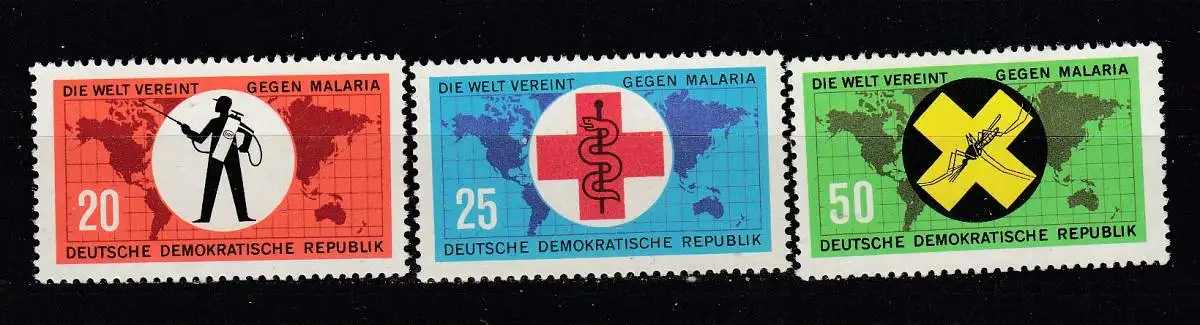 DIE WELT VEREINT GEGEN MALARIA
20
DEUTSCHE DEMOKRATISCHE REPUBLIK
DIE WELT VEREINT GEGEN MALARIA
25
DEUTSCHE DEMOKRATISCHE REPUBLIK
DIE WELT VEREINT GEGEN MALARIA
50
DEUTSCHE DEMOKRATISCHE REPUBLIK